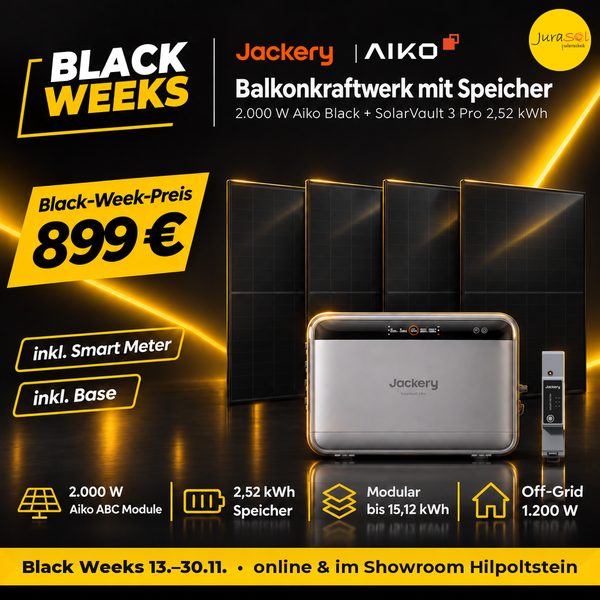 BLACK
WEEKS
Jackery | AIKO
JuraSol
Solartechnik
Balkonkraftwerk mit Speicher
2.000 W Aiko Black + SolarVault 3 Pro 2,52 kWh
Black-Week-Preis
899 €
inkl. Smart Meter
inkl. Base
Jackery
Jackery
2.000 W
Aiko ABC Module
2,52 kWh
Speicher
Modular
bis 15,12 kWh
Off-Grid
1.200 W
Black Weeks 13.–30.11. • online & im Showroom Hilpoltstein